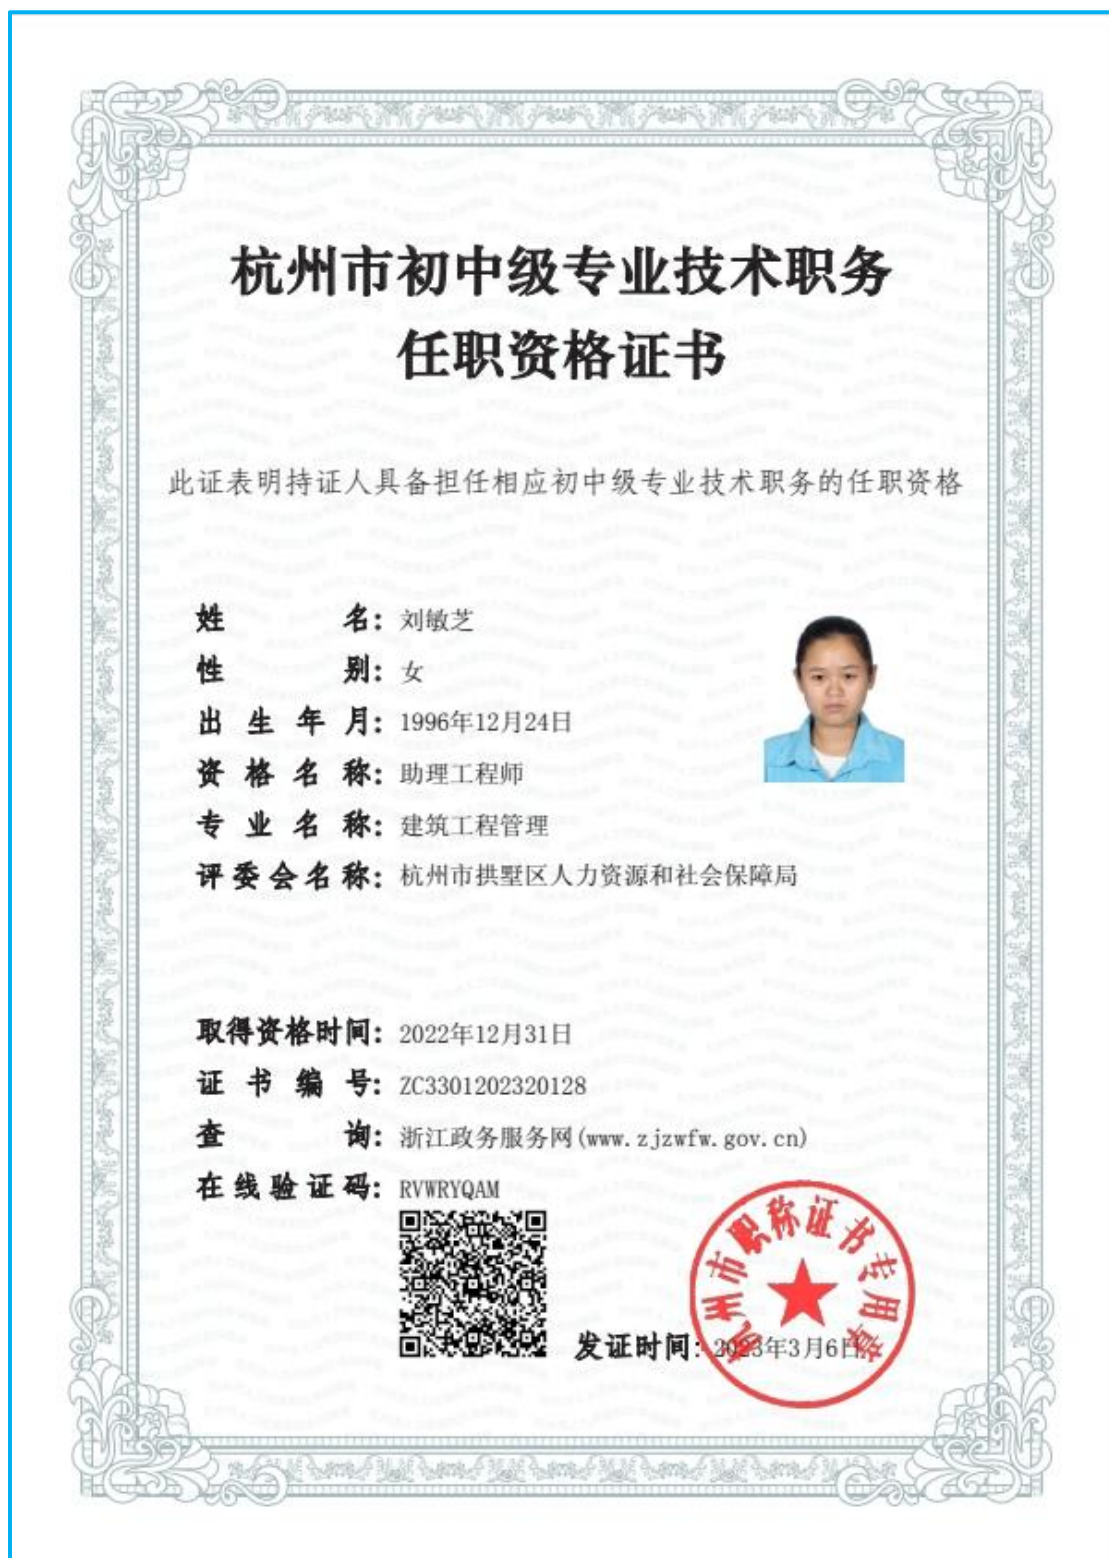 杭州市初中级专业技术职务
任职资格证书
此证表明持证人具备担任相应初中级专业技术职务的任职资格
姓名：刘敏芝
性别：女
出生年月：1996年12月24日
资格名称：助理工程师
专业名称：建筑工程管理
评委会名称：杭州市拱墅区人力资源和社会保障局
取得资格时间：2022年12月31日
证书编号：ZC3301202320128
查询：浙江政务服务网(www.zjzwfw.gov.cn)
在线验证码：RVWRYQAM
杭州市职称证书专用章
发证时间：2023年3月6日